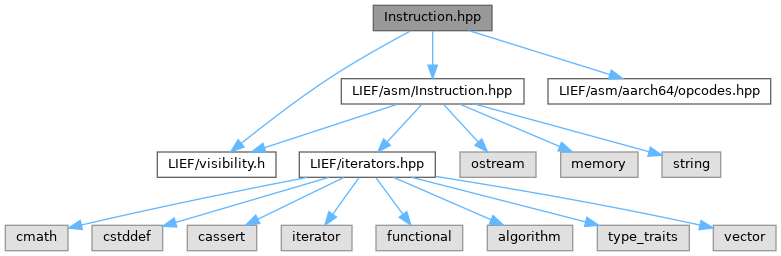 Instruction.hpp
LIEF/asm/Instruction.hpp
LIEF/asm/aarch64/opcodes.hpp
LIEF/visibility.h
LIEF/iterators.hpp
ostream
memory
string
cmath
cstddef
cassert
iterator
functional
algorithm
type_traits
vector